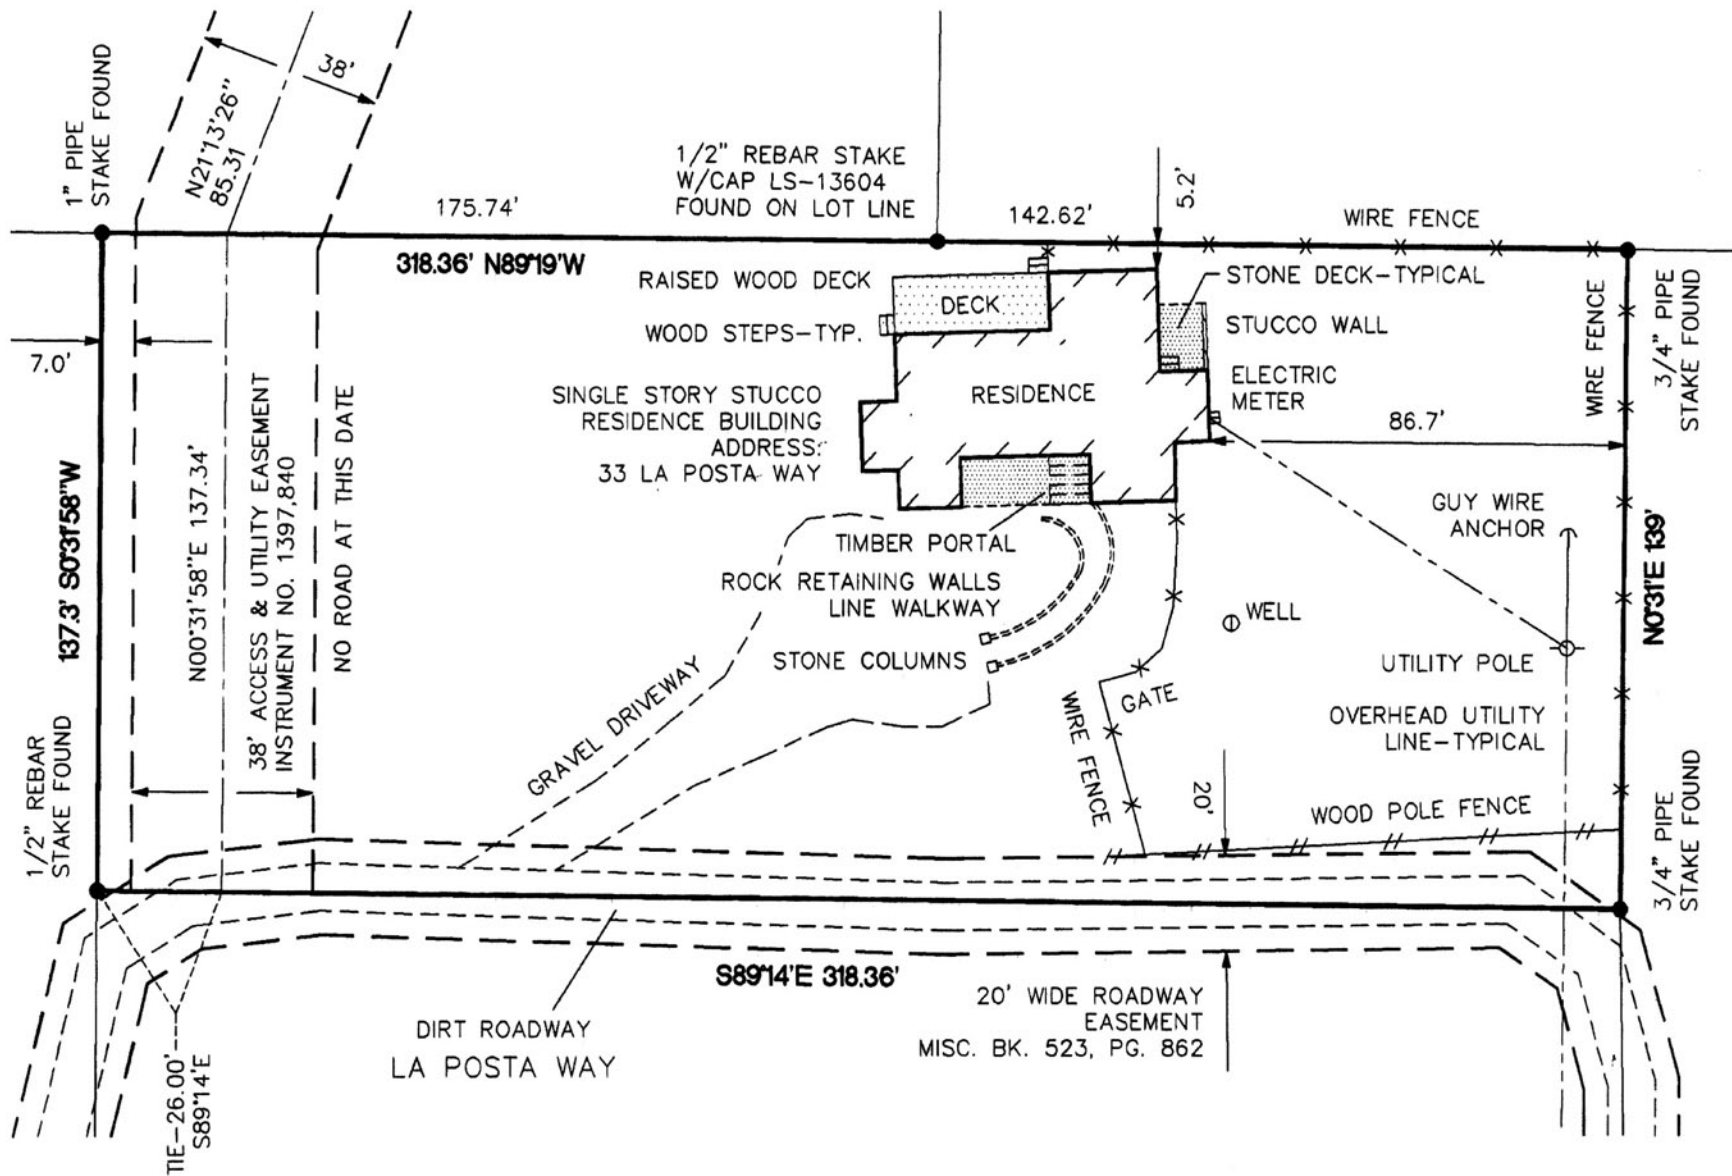 1" PIPE
STAKE FOUND
38'
N21°13'26"
85.31
1/2" REBAR STAKE
W/CAP LS-13604
FOUND ON LOT LINE
175.74'
142.62'
5.2'
WIRE FENCE
318.36' N89°19'W
RAISED WOOD DECK
DECK
STONE DECK-TYPICAL
WOOD STEPS-TYP.
STUCCO WALL
WIRE FENCE
3/4" PIPE
STAKE FOUND
7.0'
SINGLE STORY STUCCO
RESIDENCE BUILDING
ADDRESS:
33 LA POSTA WAY
RESIDENCE
ELECTRIC
METER
86.7'
137.3' S0°31'58"W
N00°31'58"E 137.34'
38' ACCESS & UTILITY EASEMENT
INSTRUMENT NO. 1397,840
NO ROAD AT THIS DATE
GUY WIRE
ANCHOR
N0°31'E 139'
TIMBER PORTAL
ROCK RETAINING WALLS
LINE WALKWAY
WELL
STONE COLUMNS
UTILITY POLE
GRAVEL DRIVEWAY
GATE
WIRE FENCE
OVERHEAD UTILITY
LINE-TYPICAL
1/2" REBAR
STAKE FOUND
20'
WOOD POLE FENCE
3/4" PIPE
STAKE FOUND
S89°14'E 318.36'
20' WIDE ROADWAY
EASEMENT
MISC. BK. 523, PG. 862
DIRT ROADWAY
LA POSTA WAY
TIE-26.00'
S89°14'E